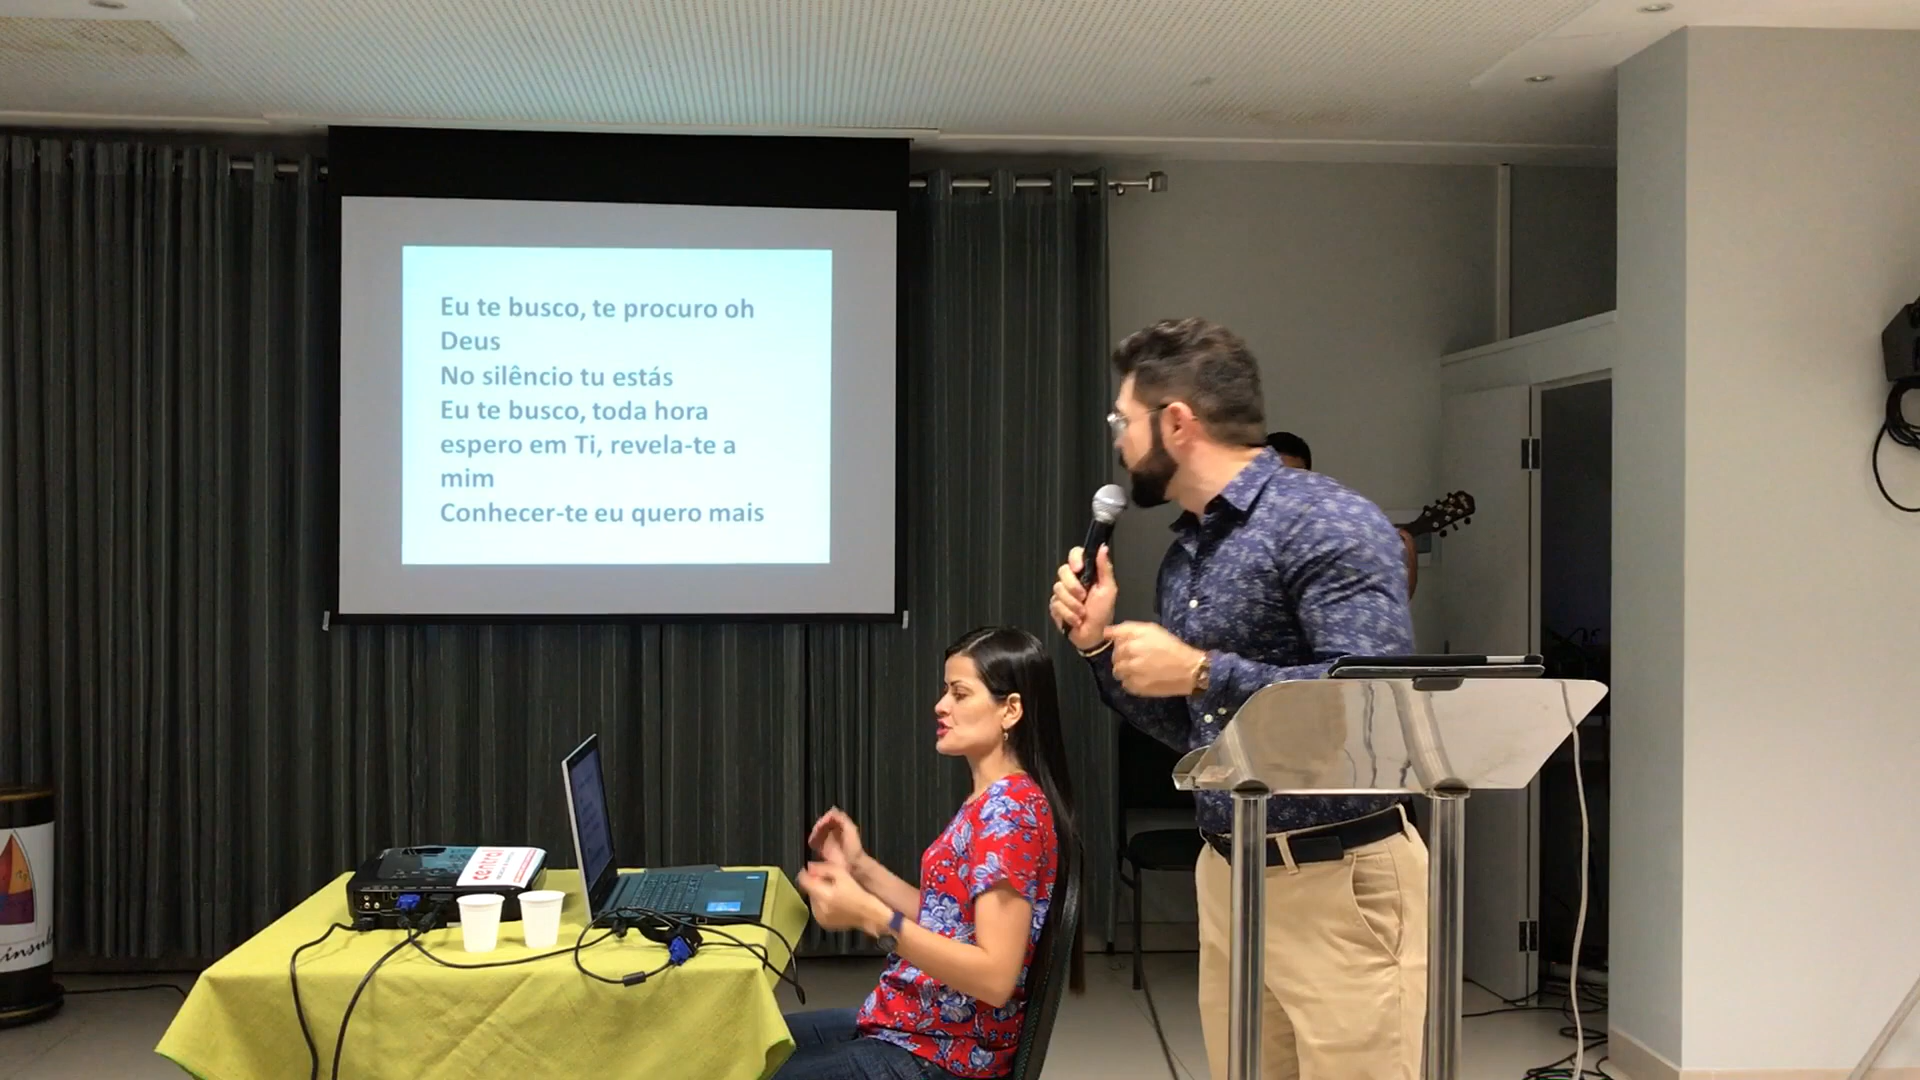 Eu te busco, te procuro oh
Deus
No silêncio tu estás
Eu te busco, toda hora
espero em Ti, revela-te a
mim
Conhecer-te eu quero mais
central